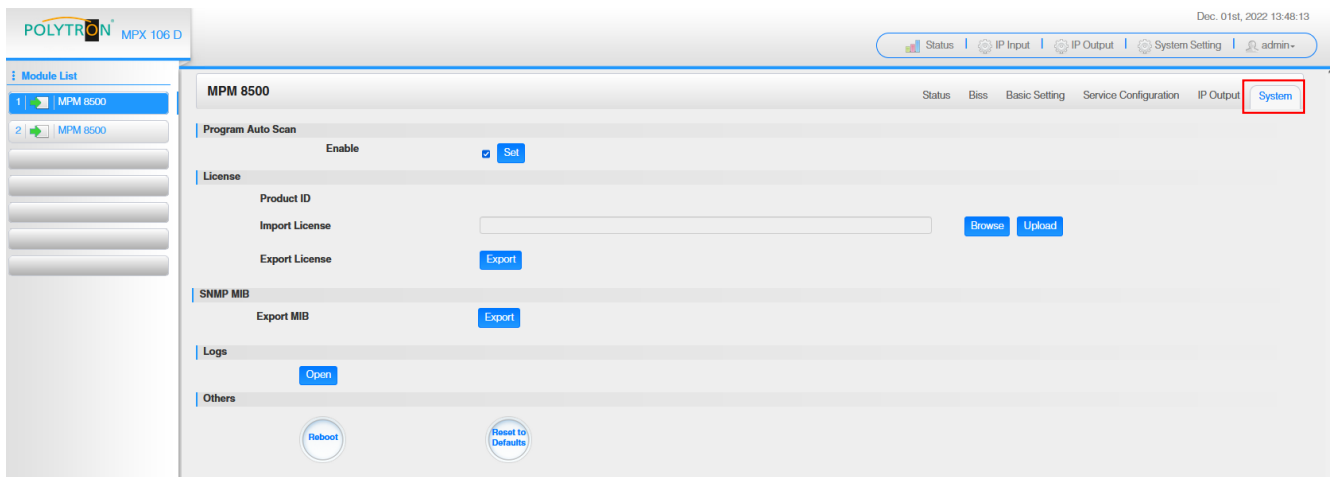 Dec. 01st, 2022 13:48:13
POLYTRON® MPX 106 D
Status IP Input IP Output System Setting admin
Module List
1 MPM 8500
2 MPM 8500
MPM 8500
Status Biss Basic Setting Service Configuration IP Output System
Program Auto Scan
Enable Set
License
Product ID
Import License Browse Upload
Export License Export
SNMP MIB
Export MIB Export
Logs
Open
Others
Reboot Reset to
Defaults